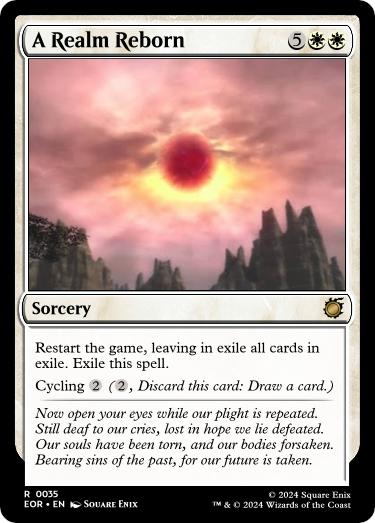 A Realm Reborn 5
Sorcery
Restart the game, leaving in exile all cards in
exile. Exile this spell.
Cycling 2 (2, Discard this card: Draw a card.)
Now open your eyes while our plight is repeated.
Still deaf to our cries, lost in hope we lie defeated.
Our souls have been torn, and our bodies forsaken.
Bearing sins of the past, for our future is taken.
R 0035
© 2024 Square Enix
EOR • EN Square Enix
™ & © 2024 Wizards of the Coast